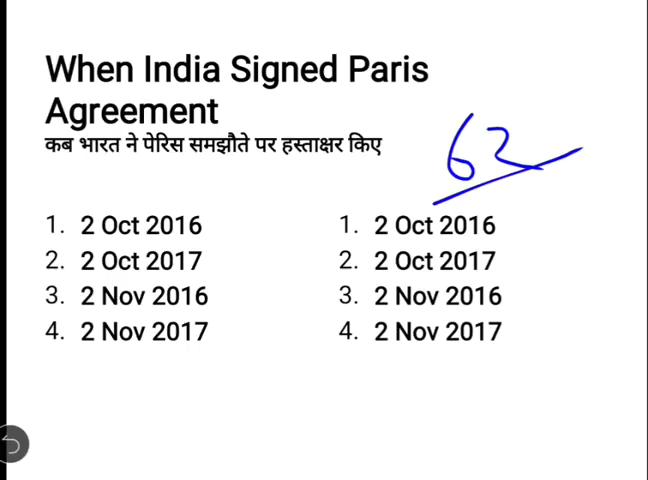 When India Signed Paris
Agreement
कब भारत ने पेरिस समझौते पर हस्ताक्षर किए
62
1. 2 Oct 2016
2. 2 Oct 2017
3. 2 Nov 2016
4. 2 Nov 2017
1. 2 Oct 2016
2. 2 Oct 2017
3. 2 Nov 2016
4. 2 Nov 2017